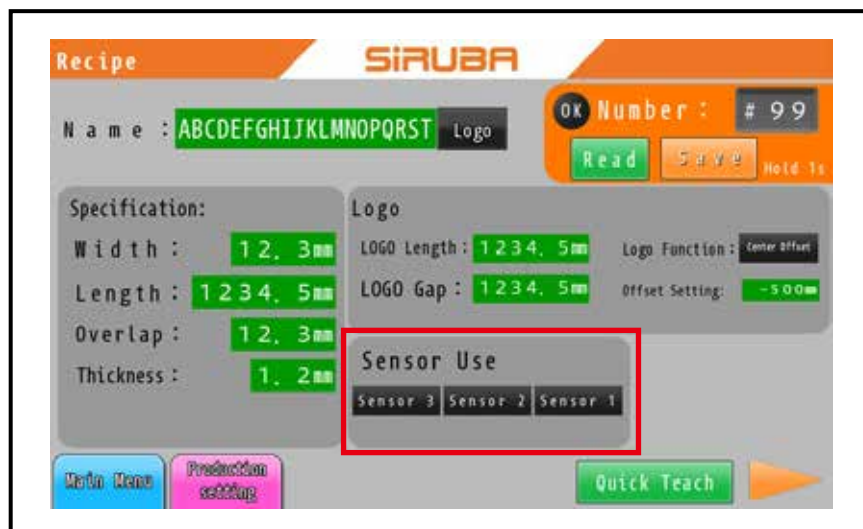 Recipe
SiRUBA
Name : ABCDEFGHIJKLMNOPQRST Logo
OK Number : # 99
Read Save Hold 1s
Specification:
Width : 12. 3mm
Length : 1234. 5mm
Overlap : 12. 3mm
Thickness : 1. 2mm
Logo
LOGO Length : 1234. 5mm
LOGO Gap : 1234. 5mm
Logo Function : Center Offset
Offset Setting: -500mm
Sensor Use
Sensor 3 Sensor 2 Sensor 1
Main Menu
Production
setting
Quick Teach